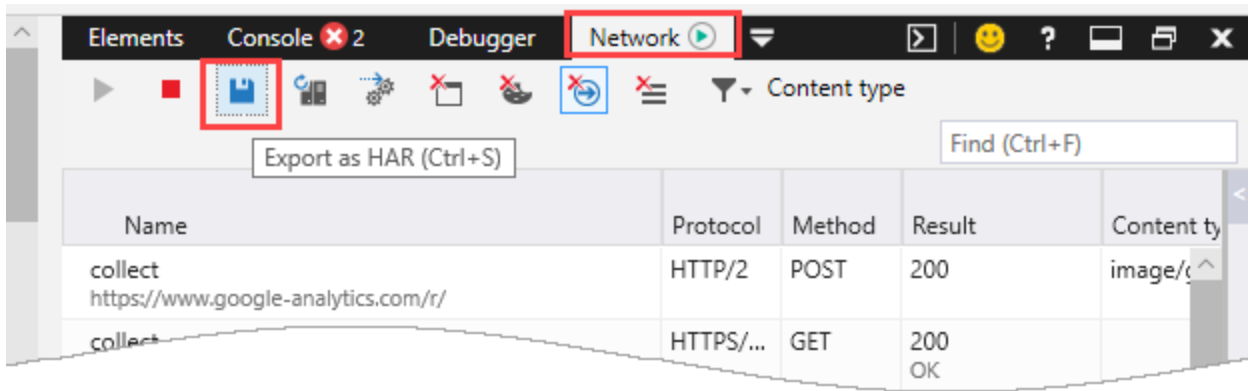 Elements Console 2 Debugger Network ?
Content type
Find (Ctrl+F)
Export as HAR (Ctrl+S)
Name Protocol Method Result Content ty
collect HTTP/2 POST 200 image/g
https://www.google-analytics.com/r/
collect HTTPS/... GET 200
OK